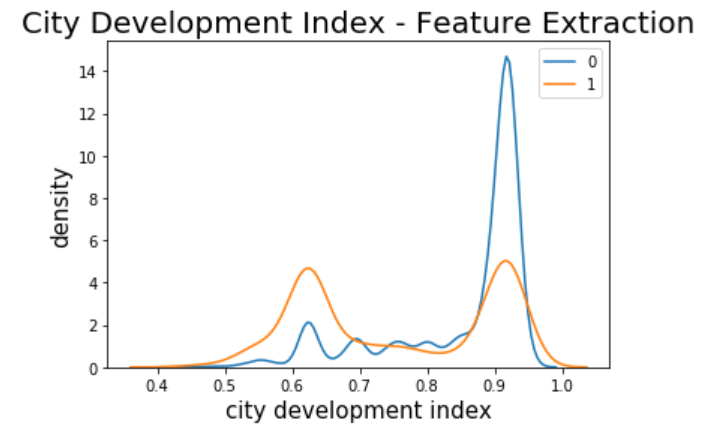 City Development Index - Feature Extraction
density
14
12
10
8
6
4
2
0
0
1
0.4 0.5 0.6 0.7 0.8 0.9 1.0
city development index